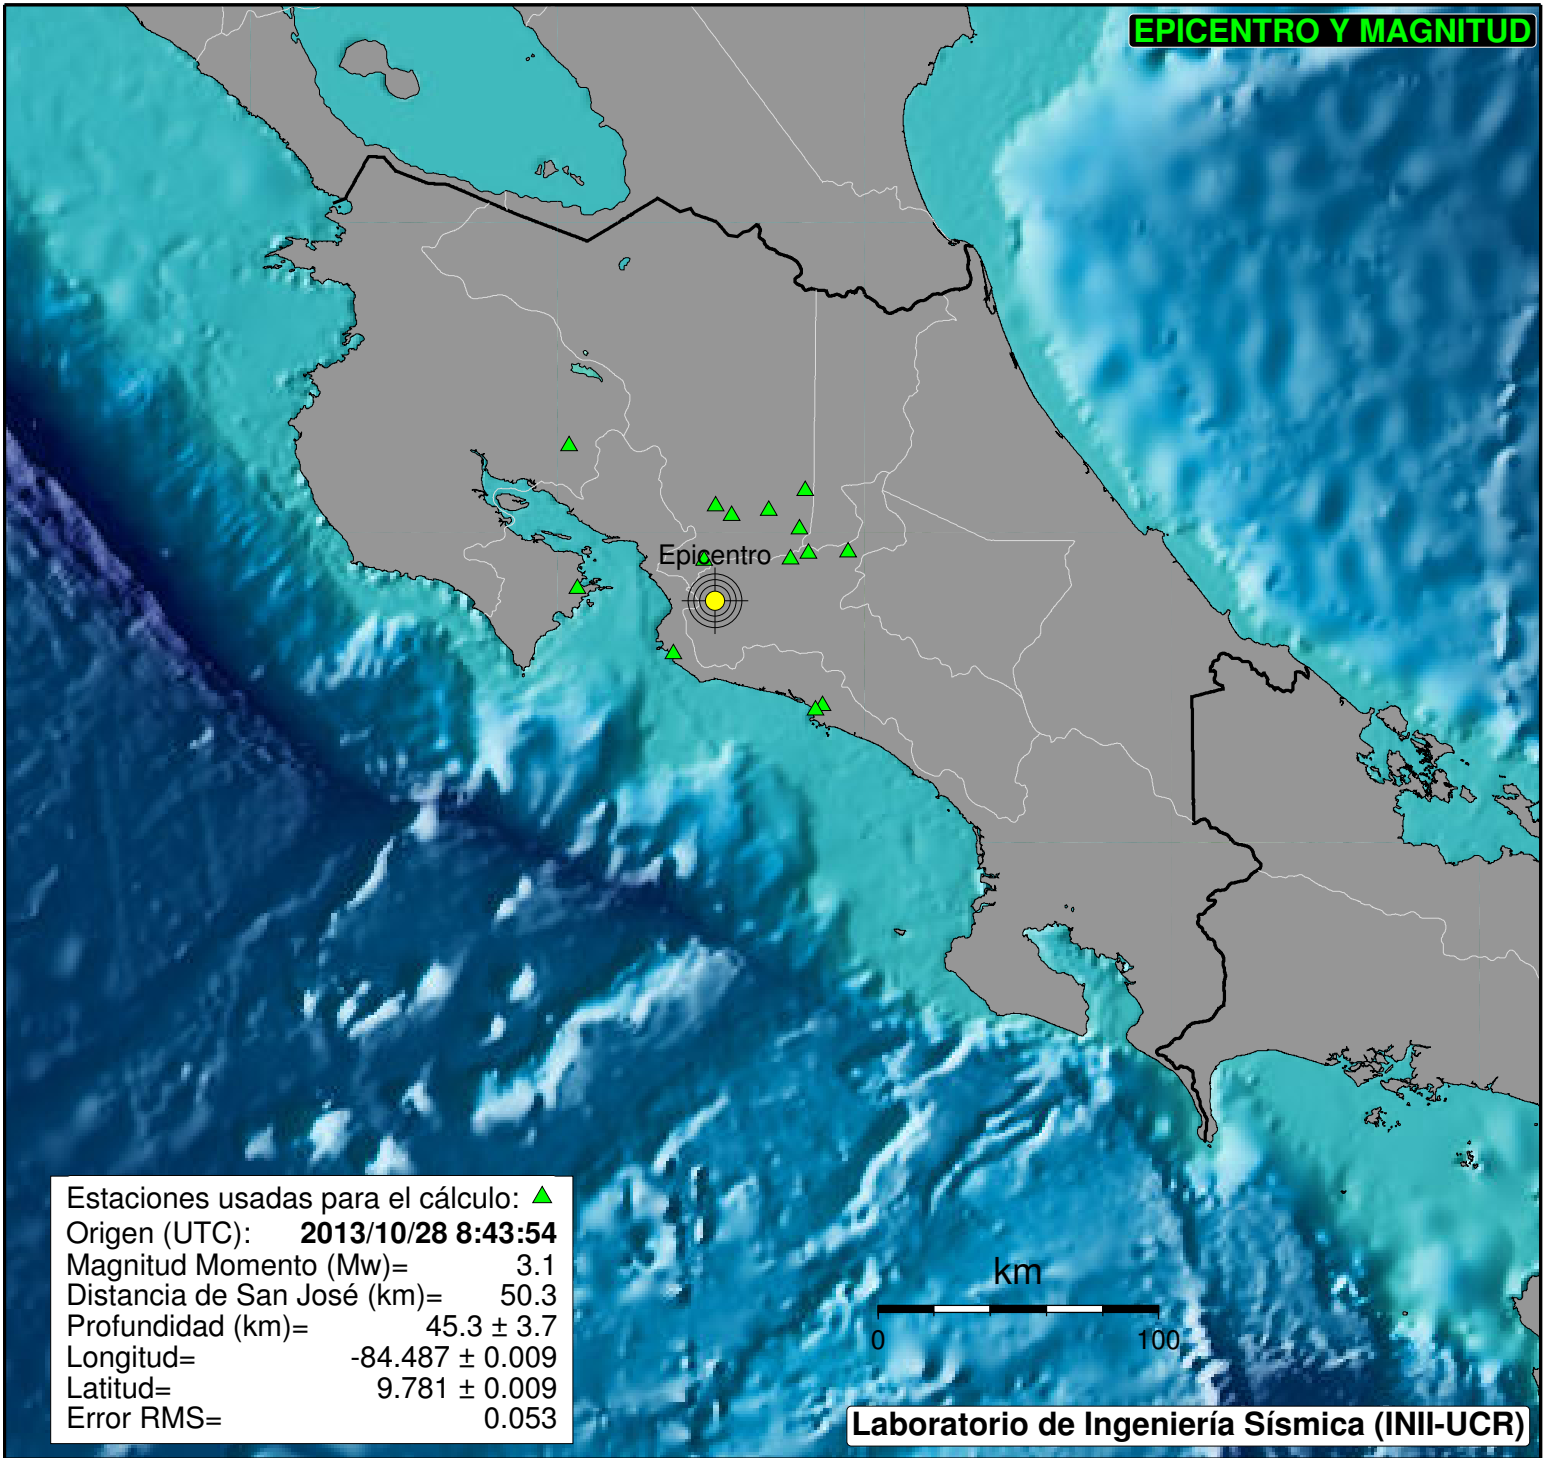 EPICENTRO Y MAGNITUD
Epicentro
Estaciones usadas para el cálculo:
Origen (UTC): 2013/10/28 8:43:54
Magnitud Momento (Mw)= 3.1
Distancia de San José (km)= 50.3
Profundidad (km)= 45.3 ± 3.7
Longitud= -84.487 ± 0.009
Latitud= 9.781 ± 0.009
Error RMS= 0.053
km
0 100
Laboratorio de Ingeniería Sísmica (INII-UCR)